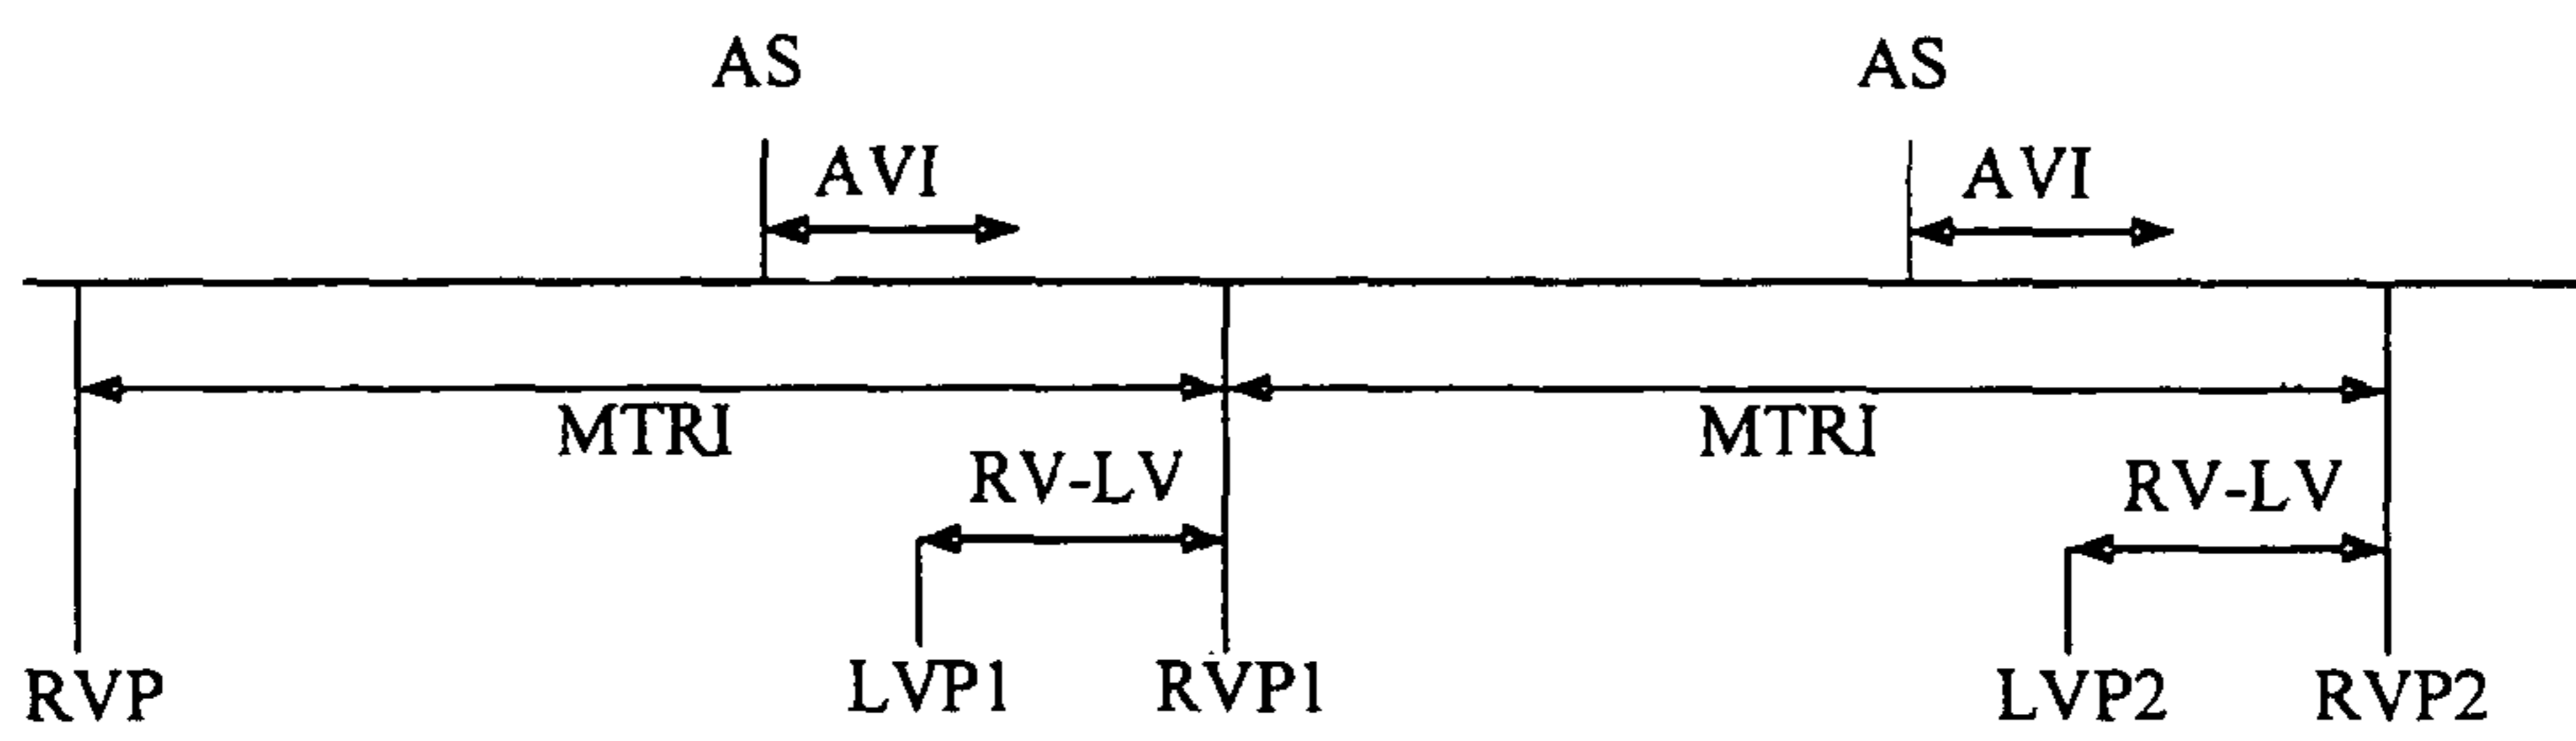 AS AS
AVI AVI
MTRI MTRI
RV-LV RV-LV
RVP LVP1 RVP1 LVP2 RVP2